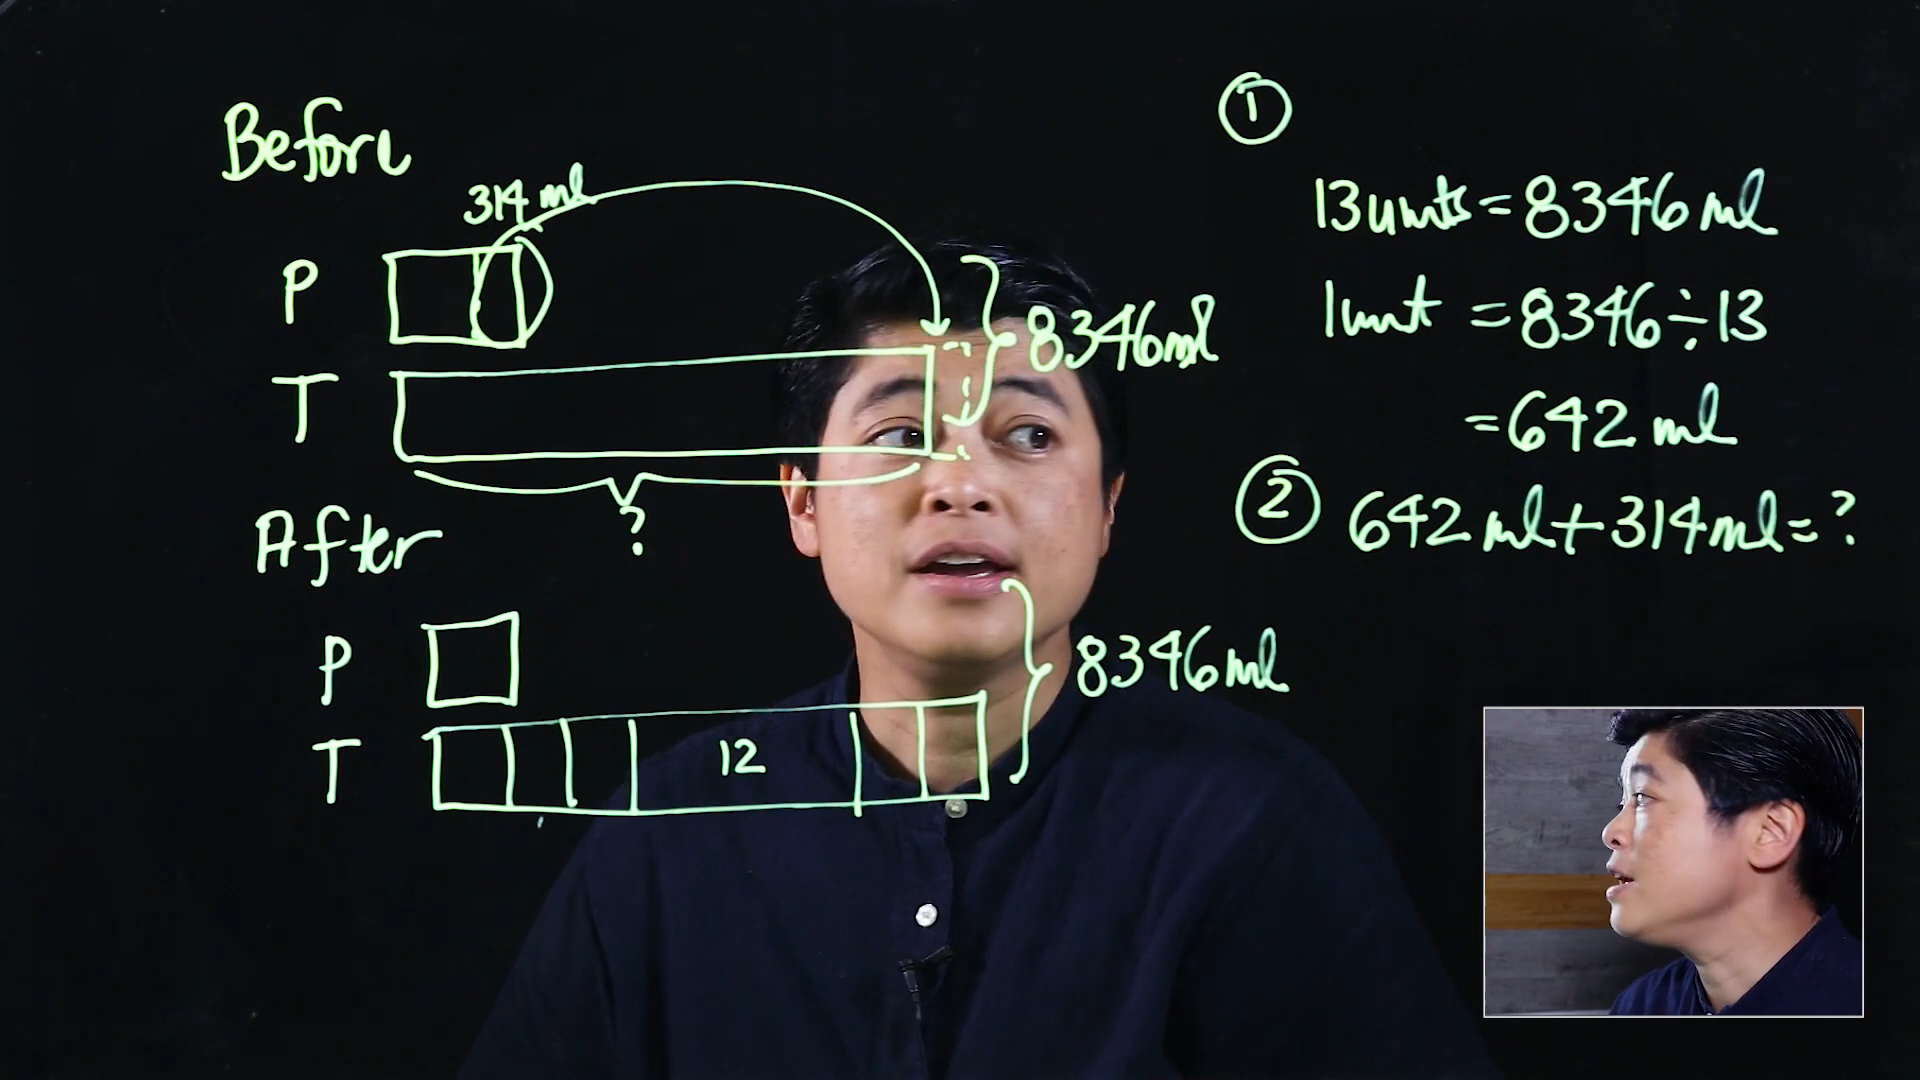 Before
314 ml
P
T
8346ml
?
After
P
T
12
8346ml
①
13 units = 8346 ml
1 unit = 8346 ÷ 13
= 642 ml
② 642 ml + 314 ml = ?